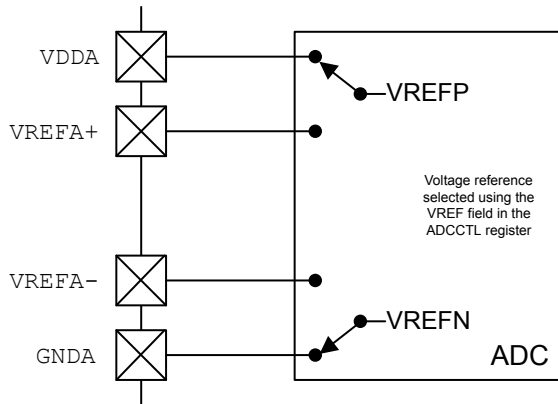 VDDA
VREFP
VREFA+
Voltage reference
selected using the
VREF field in the
ADCCTL register
VREFA-
VREFN
GNDA
ADC